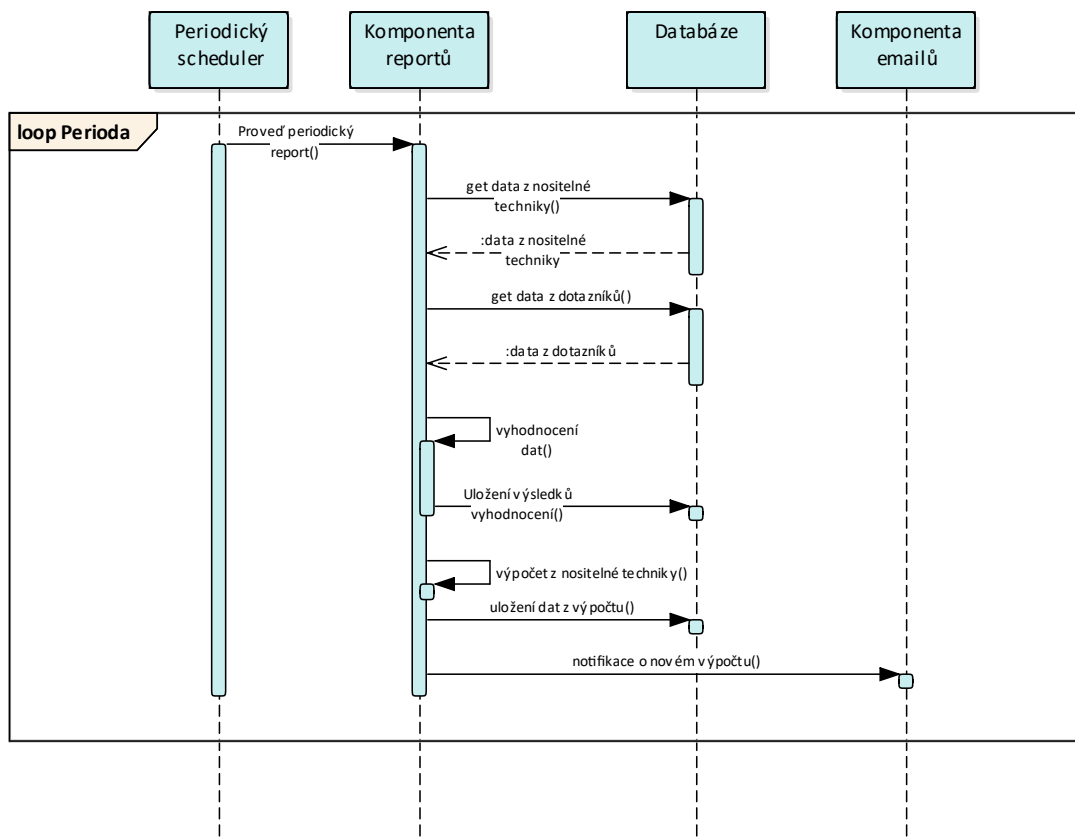 Periodický
scheduler
Komponenta
reportů
Databáze
Komponenta
emailů
loop Perioda
Proveď periodický
report()
get data z nositelné
techniky()
:data z nositelné
techniky
get data z dotazníků()
:data z dotazníků
vyhodnocení
dat()
Uložení výsledků
vyhodnocení()
výpočet z nositelné techniky()
uložení dat z výpočtu()
notifikace o novém výpočtu()